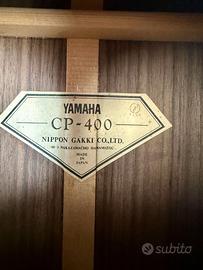 YAMAHA
CP-400
NIPPON GAKKI CO., LTD.
MADE
IN
JAPAN
subito